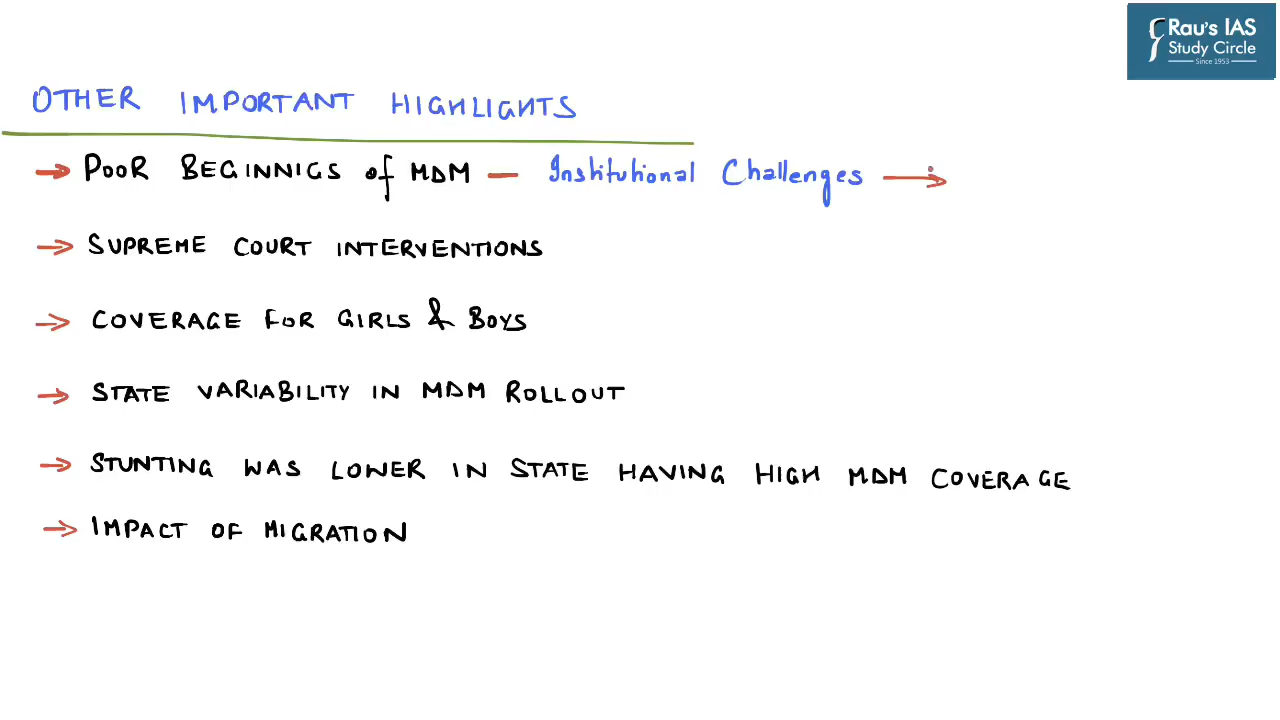 Rau's IAS
Study Circle
Since 1953
OTHER IMPORTANT HIGHLIGHTS
→ POOR BEGINNIGS of MDM — Institutional Challenges →
→ SUPREME COURT INTERVENTIONS
→ COVERAGE FOR GIRLS & BOYS
→ STATE VARIABILITY IN MDM ROLLOUT
→ STUNTING WAS LOWER IN STATE HAVING HIGH MDM COVERAGE
→ IMPACT OF MIGRATION